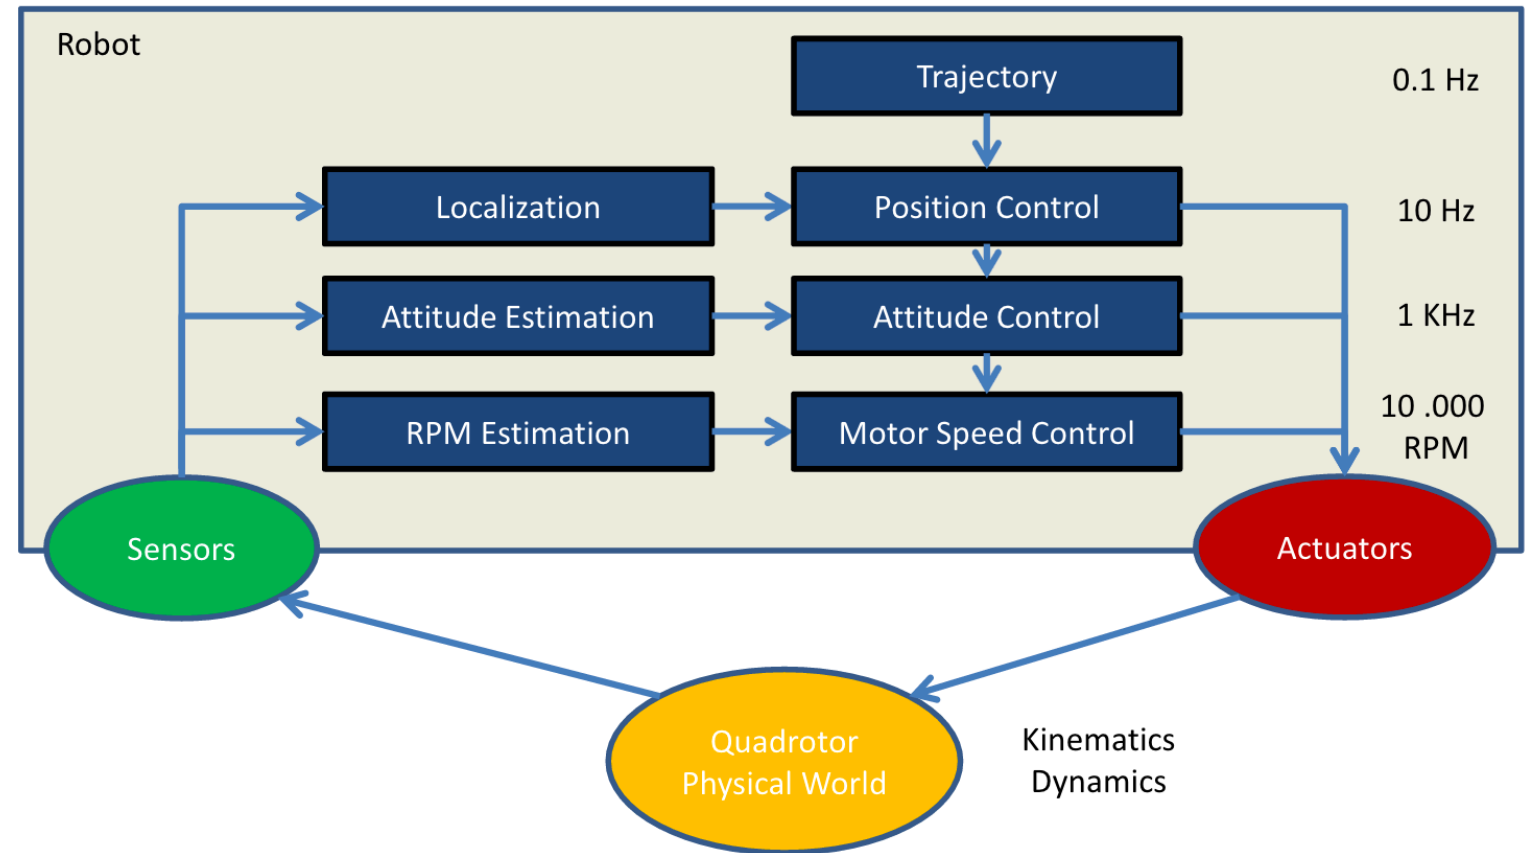 Robot
Trajectory
0.1 Hz
Localization
Position Control
10 Hz
Attitude Estimation
Attitude Control
1 KHz
RPM Estimation
Motor Speed Control
10 .000
RPM
Sensors
Actuators
Quadrotor
Physical World
Kinematics
Dynamics